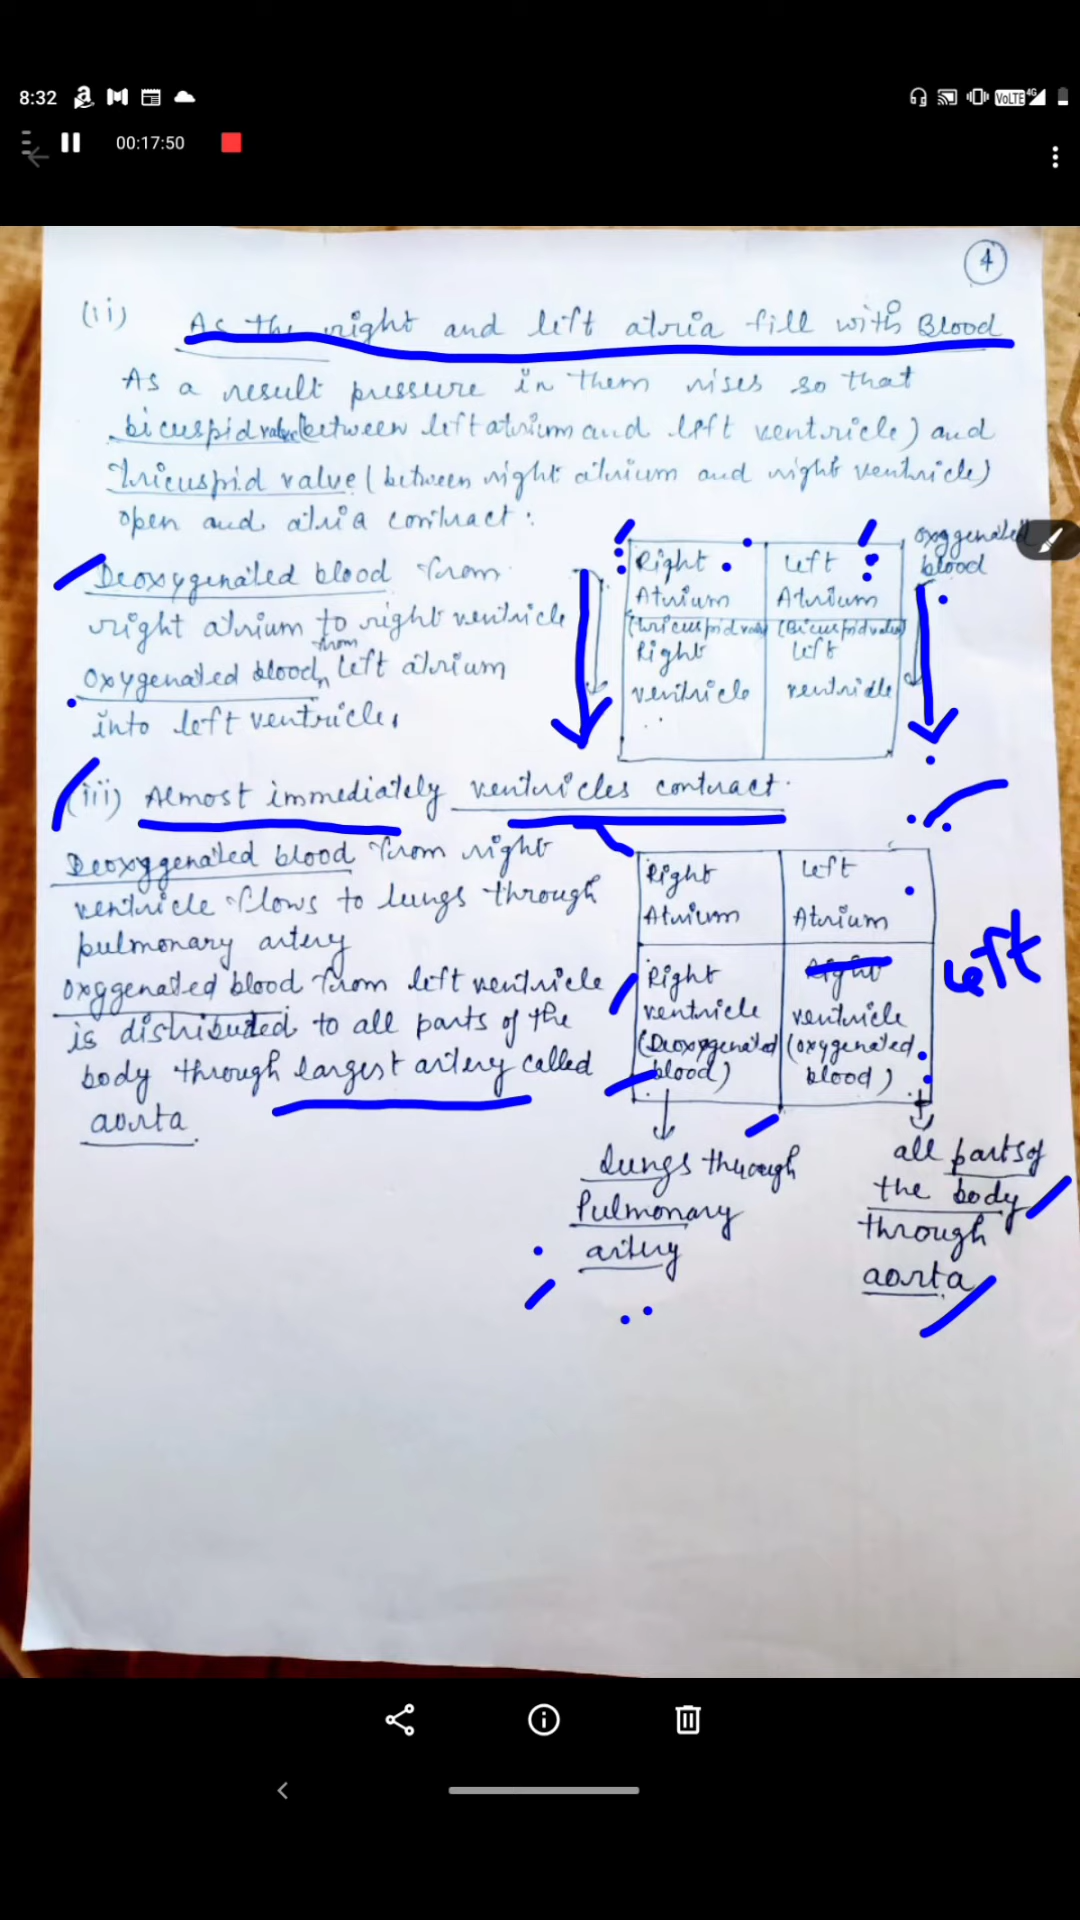 8:32
VoLTE 4G
00:17:50
4
(ii) As the right and left atria fill with Blood
As a result pressure in them rises so that
bicuspid valve (between left atrium and left ventricle) and
Tricuspid valve (between right atrium and right ventricle)
open and atria contract:
Deoxygenated blood from
right atrium to right ventricle
oxygenated blood from left atrium
into left ventricle.
Right Left
Atrium Atrium
(Tricuspid valve) (Bicuspid valve)
Right Left
ventricle ventricle
oxygenated
blood
(iii) Almost immediately ventricles contract.
Deoxygenated blood from right
ventricle flows to lungs through
pulmonary artery
oxygenated blood from left ventricle
is distributed to all parts of the
body through largest artery called
aorta.
Right Left
Atrium Atrium
Right Right Left
ventricle ventricle
(Deoxygenated (oxygenated
blood) blood)
Lungs through
Pulmonary
artery
all parts of
the body
through
aorta